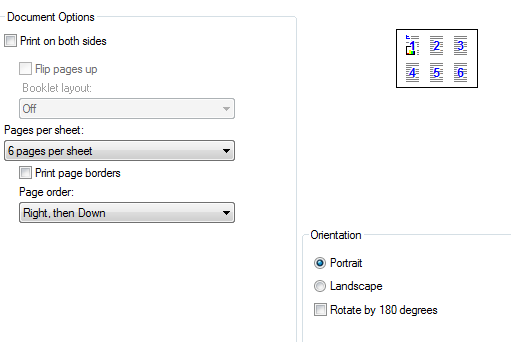 Document Options
Print on both sides
Flip pages up
Booklet layout:
Off
Pages per sheet:
6 pages per sheet
Print page borders
Page order:
Right, then Down
1 2 3
4 5 6
Orientation
Portrait
Landscape
Rotate by 180 degrees